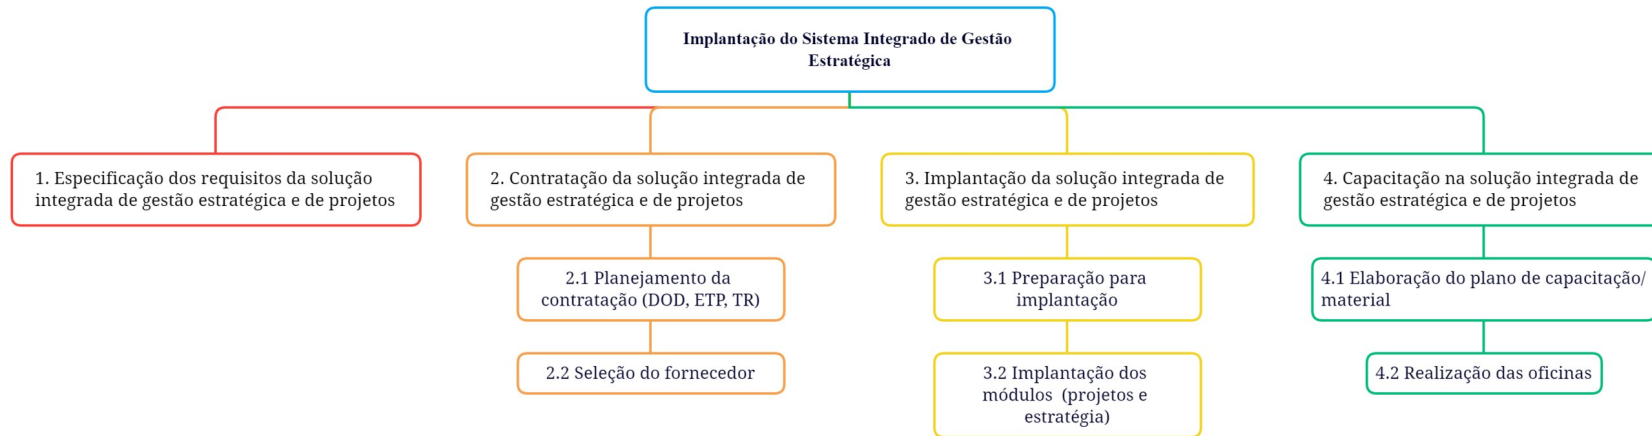 Implantação do Sistema Integrado de Gestão
Estratégica
1. Especificação dos requisitos da solução
integrada de gestão estratégica e de projetos
2. Contratação da solução integrada de
gestão estratégica e de projetos
2.1 Planejamento da
contratação (DOD, ETP, TR)
2.2 Seleção do fornecedor
3. Implantação da solução integrada de
gestão estratégica e de projetos
3.1 Preparação para
implantação
3.2 Implantação dos
módulos (projetos e
estratégia)
4. Capacitação na solução integrada de
gestão estratégica e de projetos
4.1 Elaboração do plano de capacitação/
material
4.2 Realização das oficinas